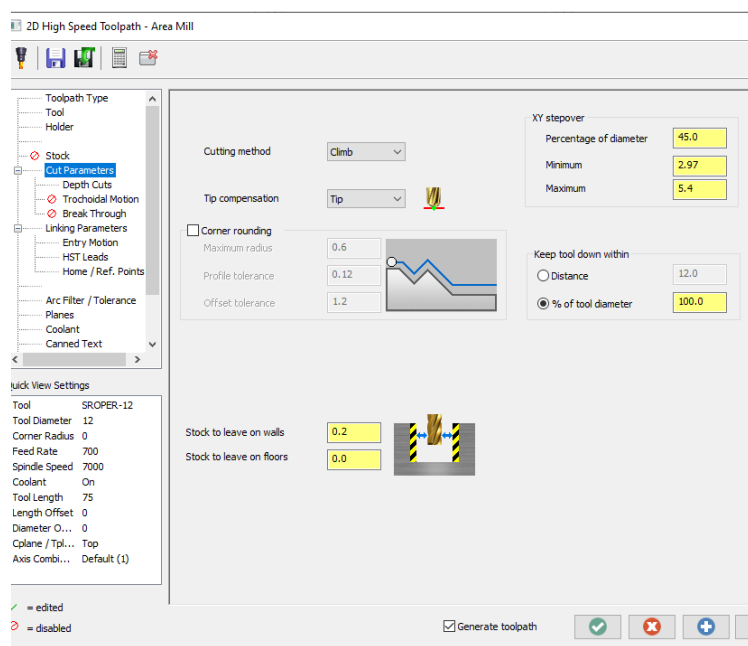 2D High Speed Toolpath - Area Mill
Toolpath Type
Tool
Holder
Stock
Cut Parameters
Depth Cuts
Trochoidal Motion
Break Through
Linking Parameters
Entry Motion
HST Leads
Home / Ref. Points
Arc Filter / Tolerance
Planes
Coolant
Canned Text
Quick View Settings
Tool SROPER-12
Tool Diameter 12
Corner Radius 0
Feed Rate 700
Spindle Speed 7000
Coolant On
Tool Length 75
Length Offset 0
Diameter O... 0
Cplane / Tpl... Top
Axis Combi... Default (1)
= edited
= disabled
Cutting method Climb
Tip compensation Tip
Corner rounding
Maximum radius 0.6
Profile tolerance 0.12
Offset tolerance 1.2
XY stepover
Percentage of diameter 45.0
Minimum 2.97
Maximum 5.4
Keep tool down within
Distance 12.0
% of tool diameter 100.0
Stock to leave on walls 0.2
Stock to leave on floors 0.0
Generate toolpath